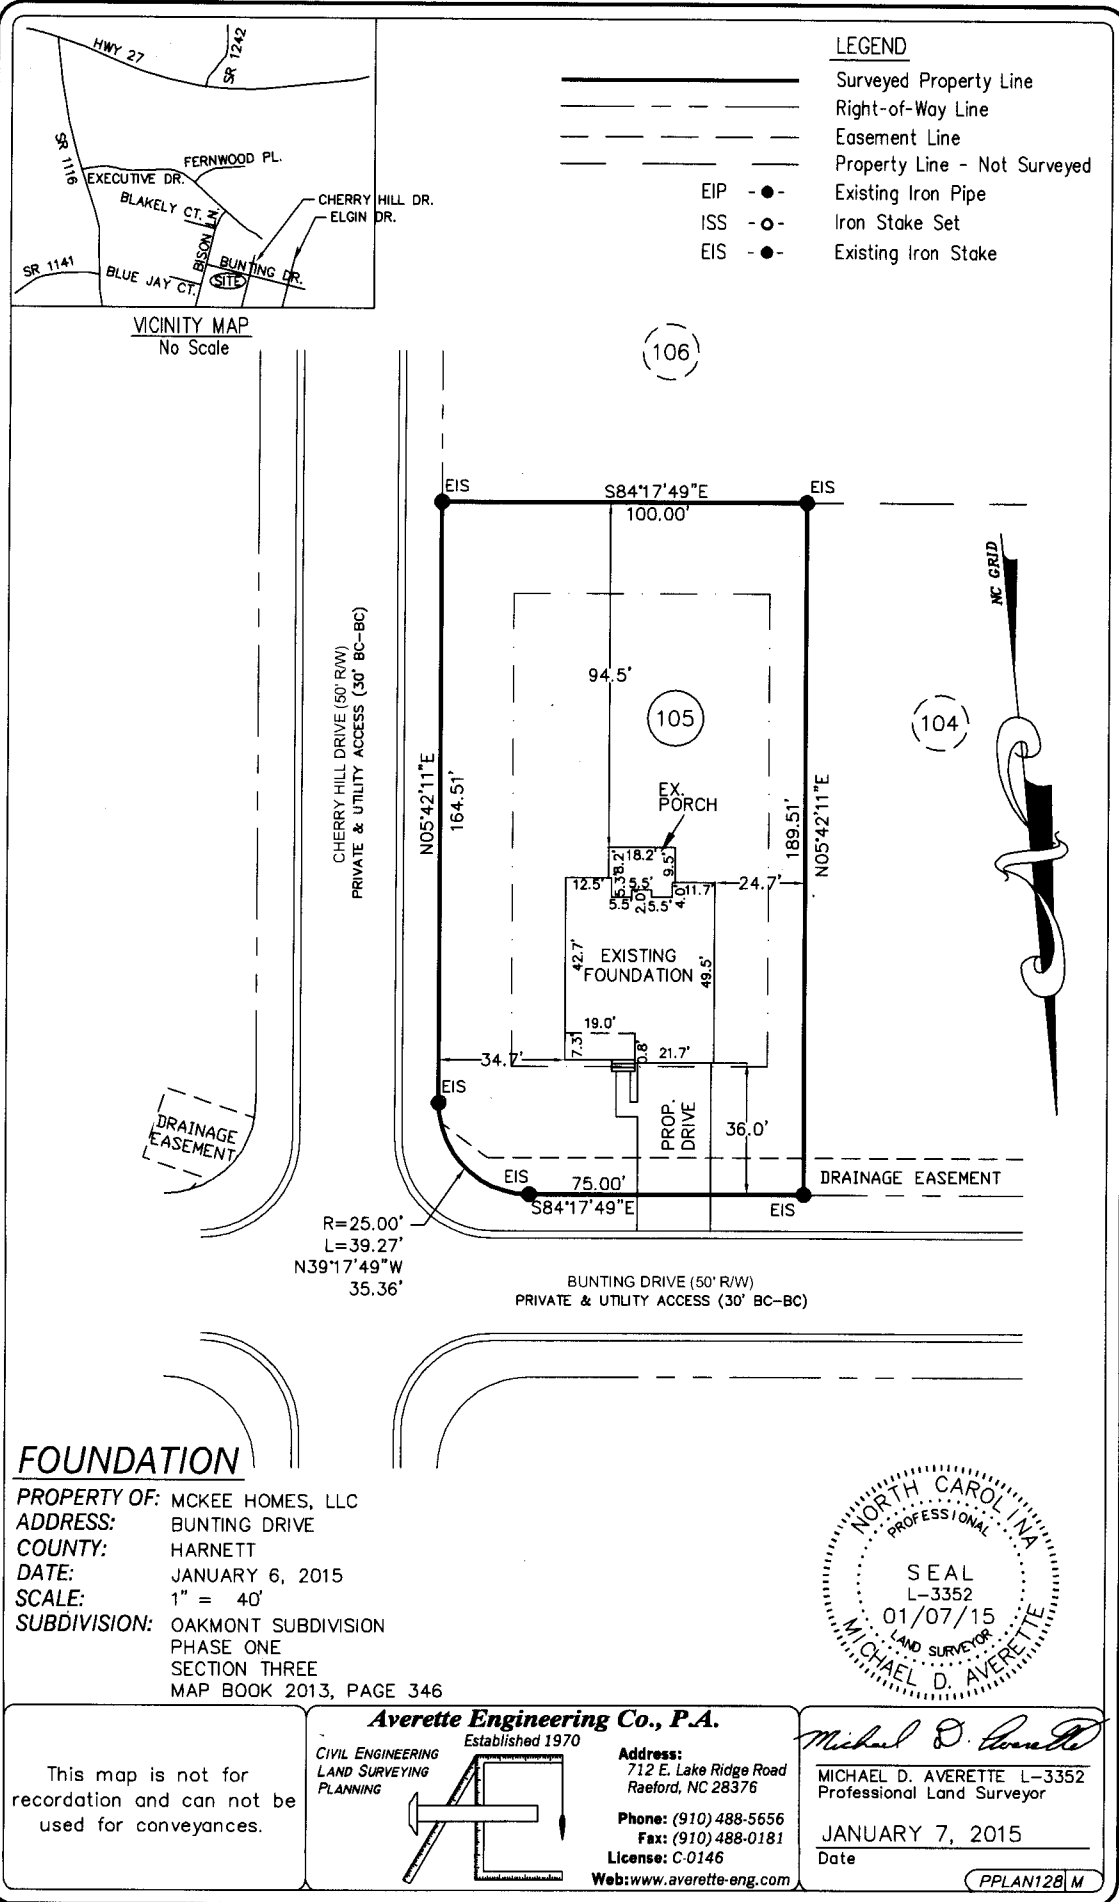 HWY 27
SR 1242
SR 1116
FERNWOOD PL.
EXECUTIVE DR.
BLAKELY CT.
BISON LN.
CHERRY HILL DR.
ELGIN DR.
BUNTING DR.
SITE
SR 1141
BLUE JAY CT.
VICINITY MAP
No Scale
LEGEND
Surveyed Property Line
Right-of-Way Line
Easement Line
Property Line - Not Surveyed
EIP Existing Iron Pipe
ISS Iron Stake Set
EIS Existing Iron Stake
106
EIS
S84°17'49"E
100.00'
EIS
NC GRID
CHERRY HILL DRIVE (50' R/W)
PRIVATE & UTILITY ACCESS (30' BC-BC)
N05°42'11"E
164.51'
94.5'
105
104
EX.
PORCH
189.51'
N05°42'11"E
8.2'
18.2'
9.5'
12.5'
5.3'
5.5'
5.5'
2.0'
5.5'
4.0'
11.7'
24.7'
42.7'
EXISTING
FOUNDATION
49.5'
19.0'
7.3'
0.8'
21.7'
34.7'
EIS
PROP.
DRIVE
36.0'
DRAINAGE
EASEMENT
EIS
75.00'
S84°17'49"E
EIS
DRAINAGE EASEMENT
R=25.00'
L=39.27'
N39°17'49"W
35.36'
BUNTING DRIVE (50' R/W)
PRIVATE & UTILITY ACCESS (30' BC-BC)
FOUNDATION
PROPERTY OF: MCKEE HOMES, LLC
ADDRESS: BUNTING DRIVE
COUNTY: HARNETT
DATE: JANUARY 6, 2015
SCALE: 1" = 40'
SUBDIVISION: OAKMONT SUBDIVISION
PHASE ONE
SECTION THREE
MAP BOOK 2013, PAGE 346
NORTH CAROLINA
PROFESSIONAL
SEAL
L-3352
01/07/15
LAND SURVEYOR
MICHAEL D. AVERETTE
This map is not for
recordation and can not be
used for conveyances.
Averette Engineering Co., P.A.
Established 1970
CIVIL ENGINEERING
LAND SURVEYING
PLANNING
Address:
712 E. Lake Ridge Road
Raeford, NC 28376
Phone: (910) 488-5656
Fax: (910) 488-0181
License: C-0146
Web: www.averette-eng.com
Michael D. Averette
MICHAEL D. AVERETTE L-3352
Professional Land Surveyor
JANUARY 7, 2015
Date
PPLAN128 M